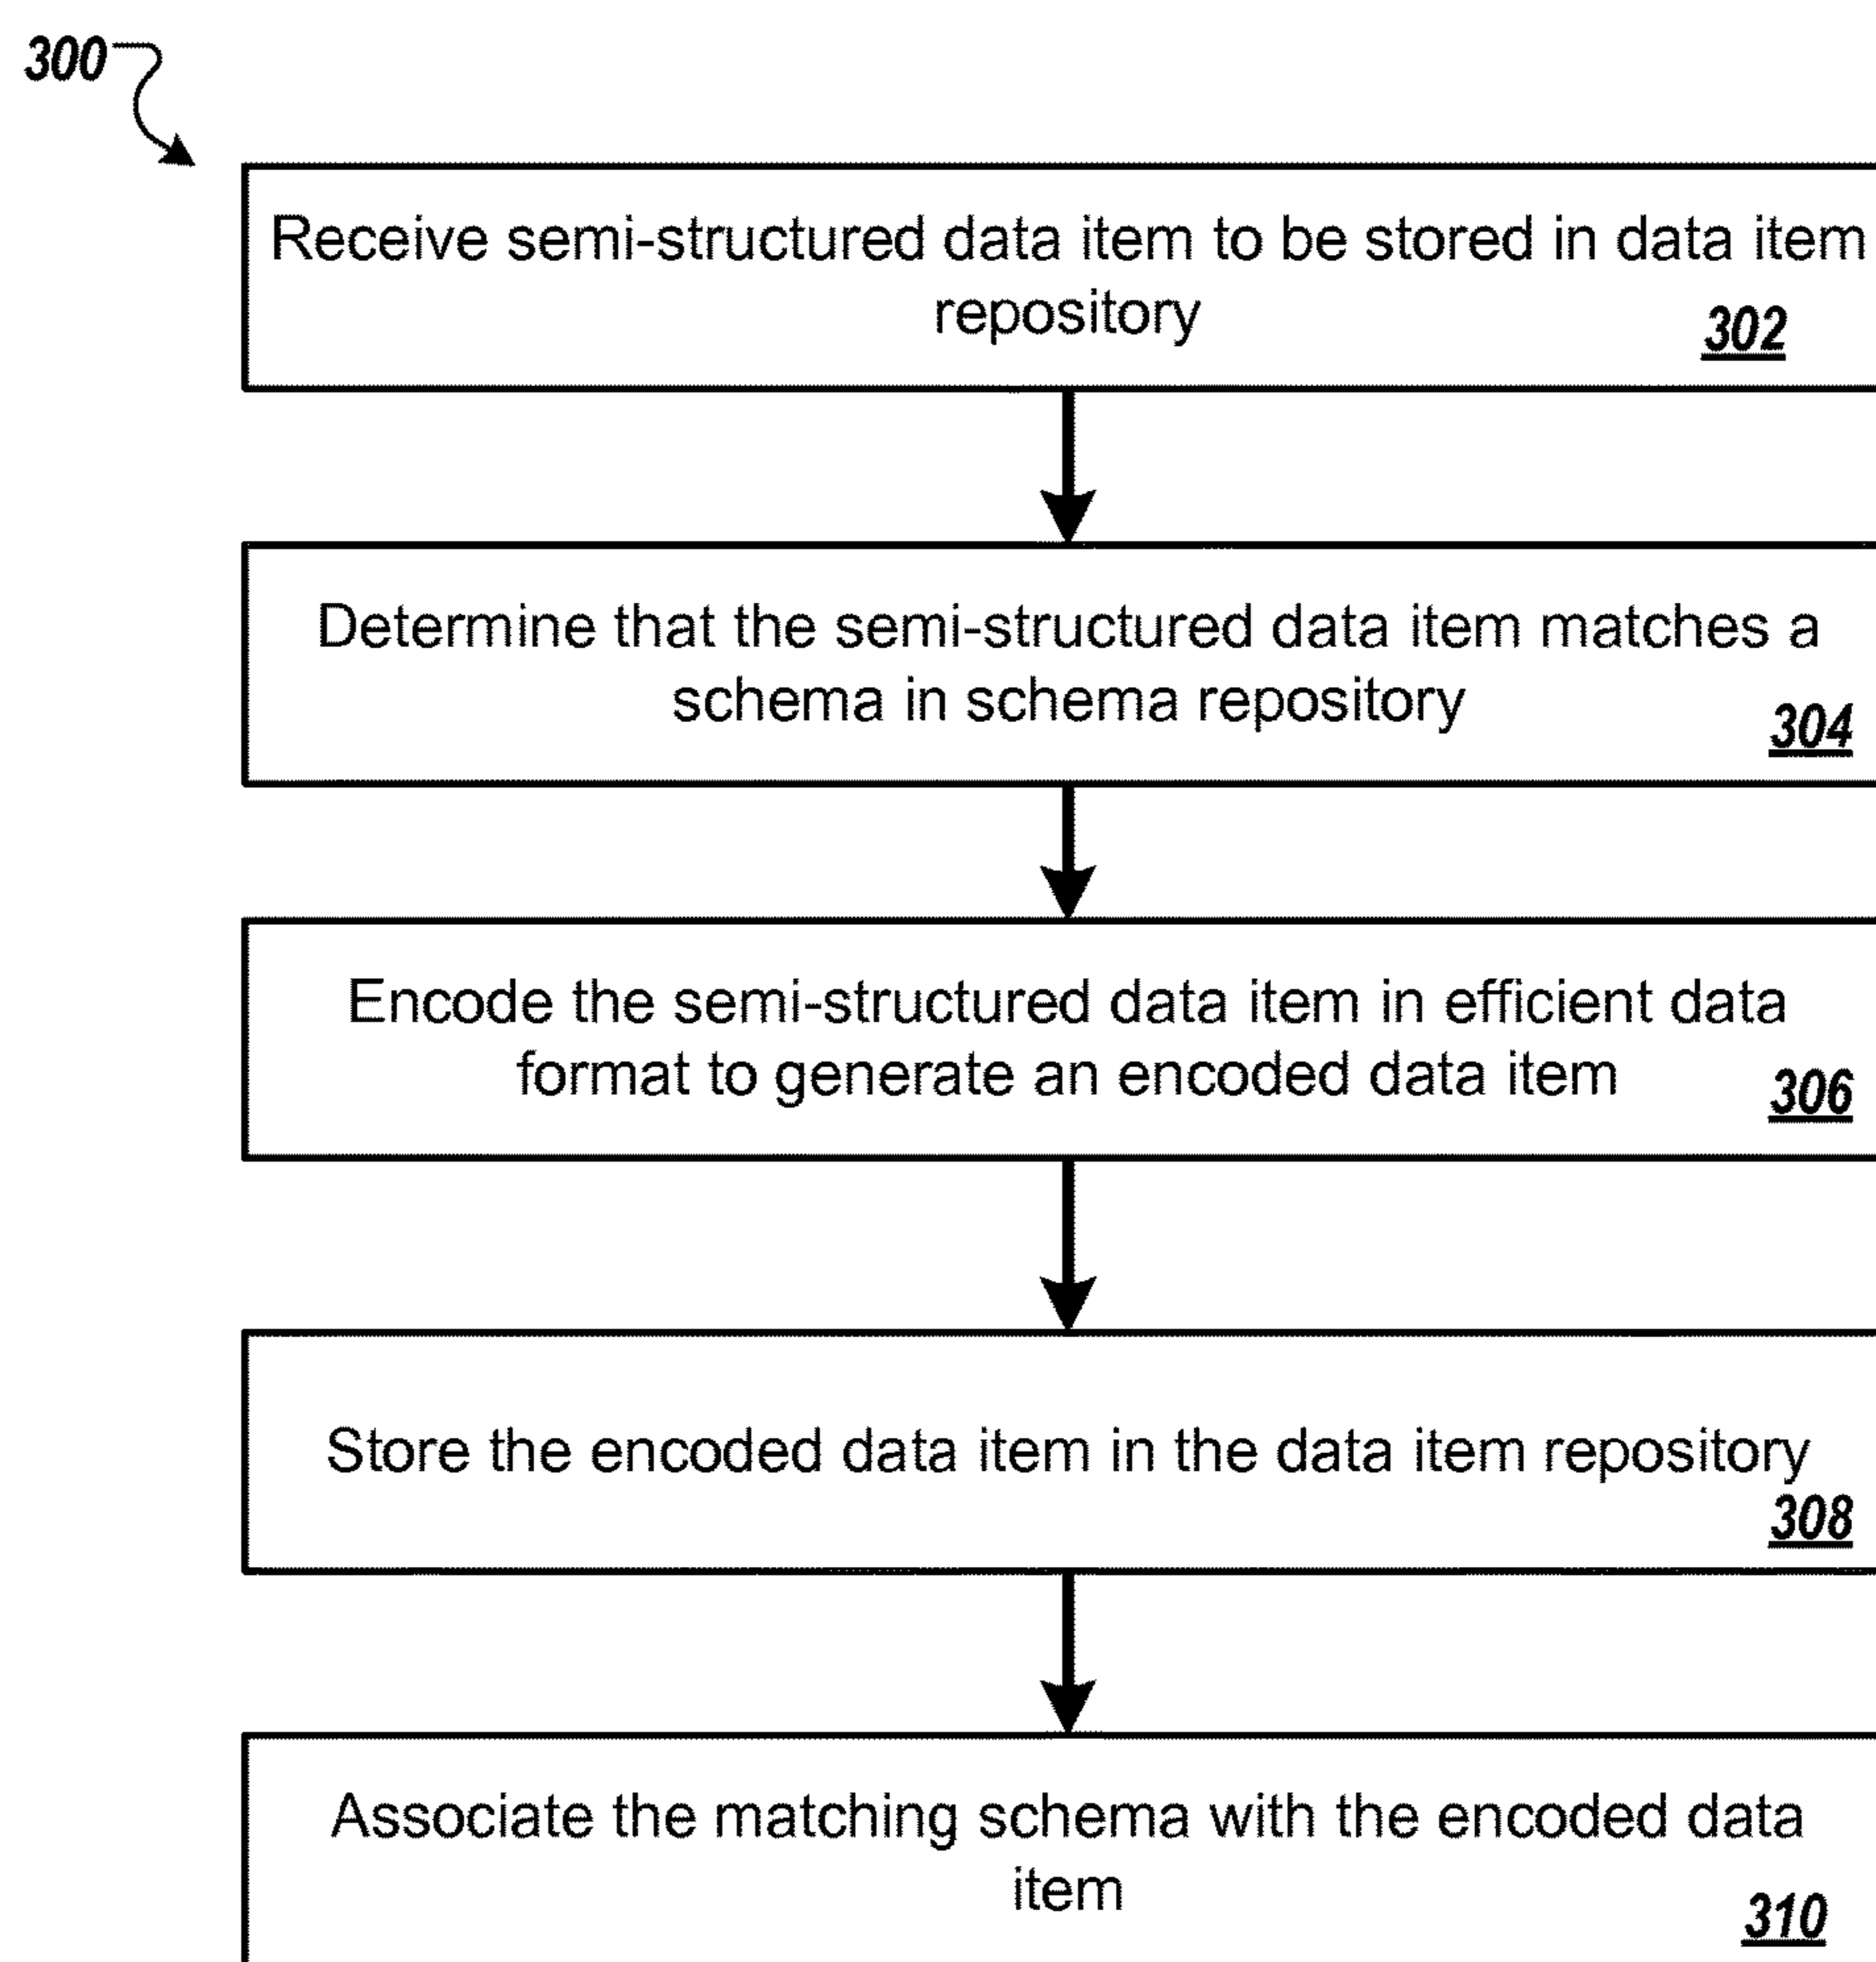 300
Receive semi-structured data item to be stored in data item
repository
302
Determine that the semi-structured data item matches a
schema in schema repository
304
Encode the semi-structured data item in efficient data
format to generate an encoded data item
306
Store the encoded data item in the data item repository
308
Associate the matching schema with the encoded data
item
310